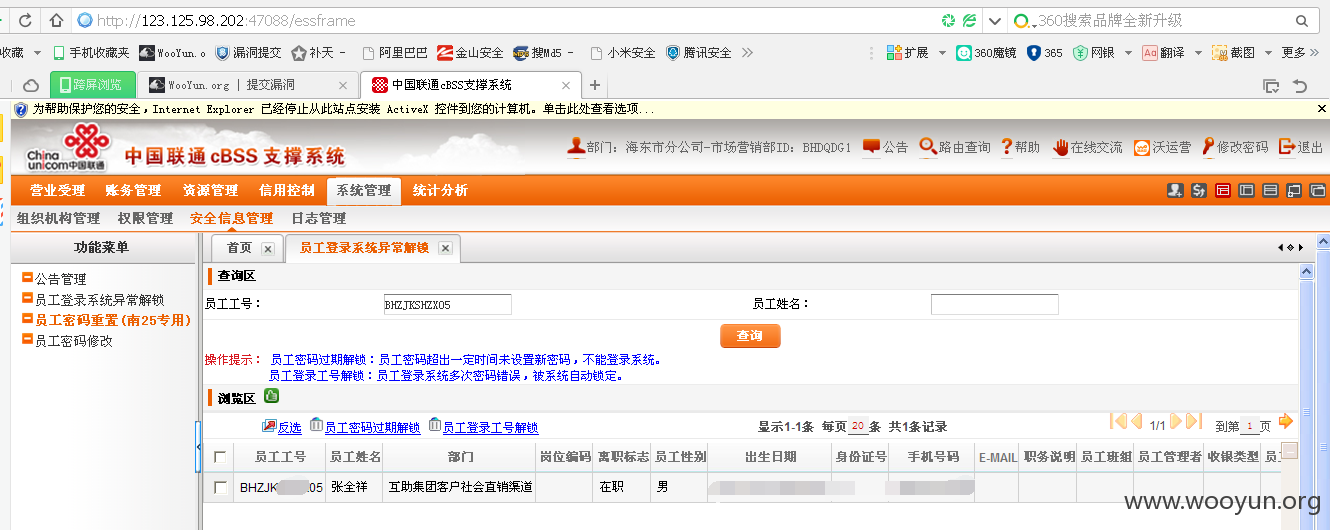 http://123.125.98.202:47088/essframe
360搜索品牌全新升级
收藏 手机收藏夹 WooYun.o 漏洞提交 补天 - 阿里巴巴 金山安全 搜Md5 - 小米安全 腾讯安全 扩展 360魔镜 365 网银 翻译 截图 更多
跨屏浏览 WooYun.org | 提交漏洞 中国联通cBSS支撑系统
为帮助保护您的安全，Internet Explorer 已经停止从此站点安装 ActiveX 控件到您的计算机。单击此处查看选项...
China unicom中国联通 中国联通 cBSS 支撑系统
部门：海东市分公司-市场营销部ID：BHDQDG1 公告 路由查询 帮助 在线交流 沃运营 修改密码 退出
营业受理 账务管理 资源管理 信用控制 系统管理 统计分析
组织机构管理 权限管理 安全信息管理 日志管理
功能菜单
公告管理
员工登录系统异常解锁
员工密码重置(南25专用)
员工密码修改
首页 员工登录系统异常解锁
查询区
员工工号： BHZJKSHZX05 员工姓名：
查询
操作提示： 员工密码过期解锁：员工密码超出一定时间未设置新密码，不能登录系统。
员工登录工号解锁：员工登录系统多次密码错误，被系统自动锁定。
浏览区
反选 员工密码过期解锁 员工登录工号解锁 显示1-1条 每页 20 条 共1条记录 1/1 到第 1 页
员工工号 员工姓名 部门 岗位编码 离职标志 员工性别 出生日期 身份证号 手机号码 E-MAIL 职务说明 员工班组 员工管理者 收银类型 员
BHZJK 05 张全祥 互助集团客户社会直销渠道 在职 男
www.wooyun.org